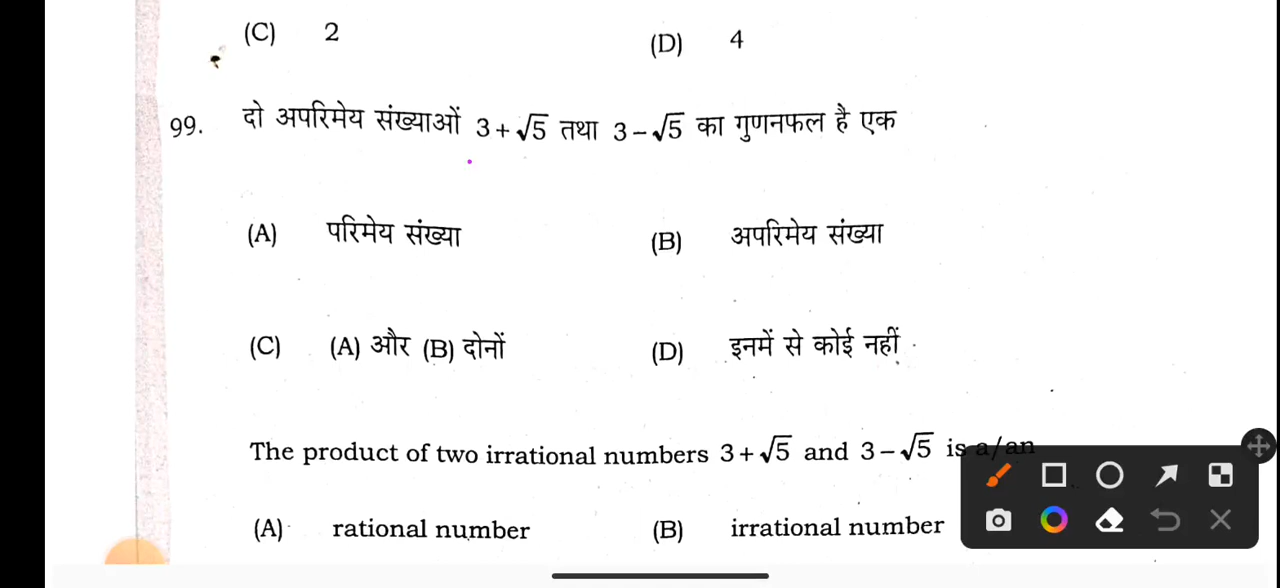 (C) 2 (D) 4
99. दो अपरिमेय संख्याओं 3+√5 तथा 3−√5 का गुणनफल है एक
(A) परिमेय संख्या (B) अपरिमेय संख्या
(C) (A) और (B) दोनों (D) इनमें से कोई नहीं
The product of two irrational numbers 3+√5 and 3−√5 is a/an
(A) rational number (B) irrational number